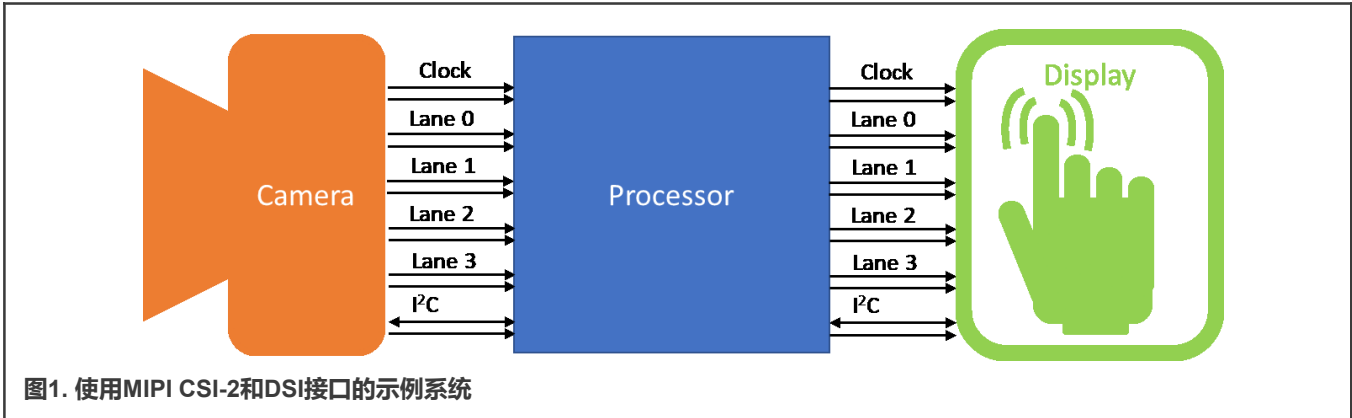 Clock
Lane 0
Lane 1
Lane 2
Lane 3
I²C
Camera
Processor
Clock
Lane 0
Lane 1
Lane 2
Lane 3
I²C
Display
图1. 使用MIPI CSI-2和DSI接口的示例系统